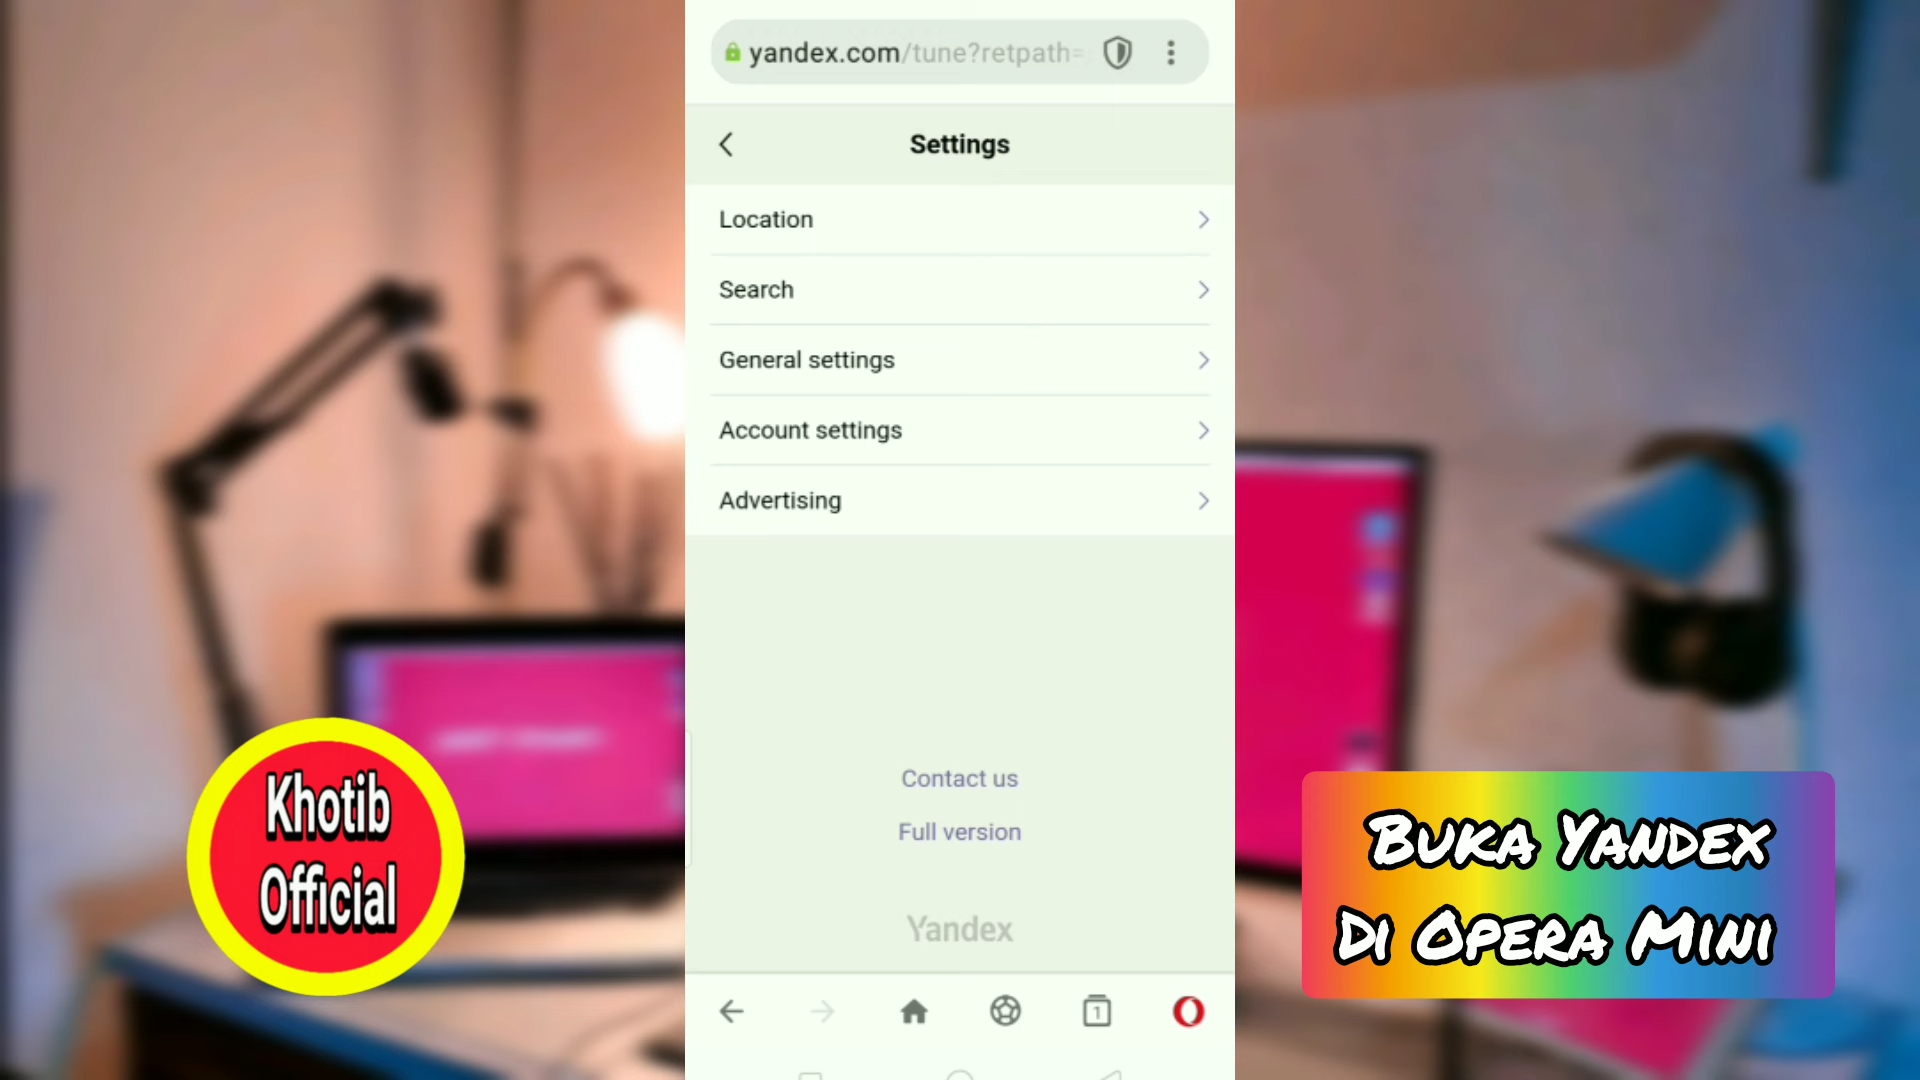 yandex.com/tune?retpath=
Settings
Location
Search
General settings
Account settings
Advertising
Contact us
Full version
Yandex
1
Khotib
Official
Buka Yandex
Di Opera Mini